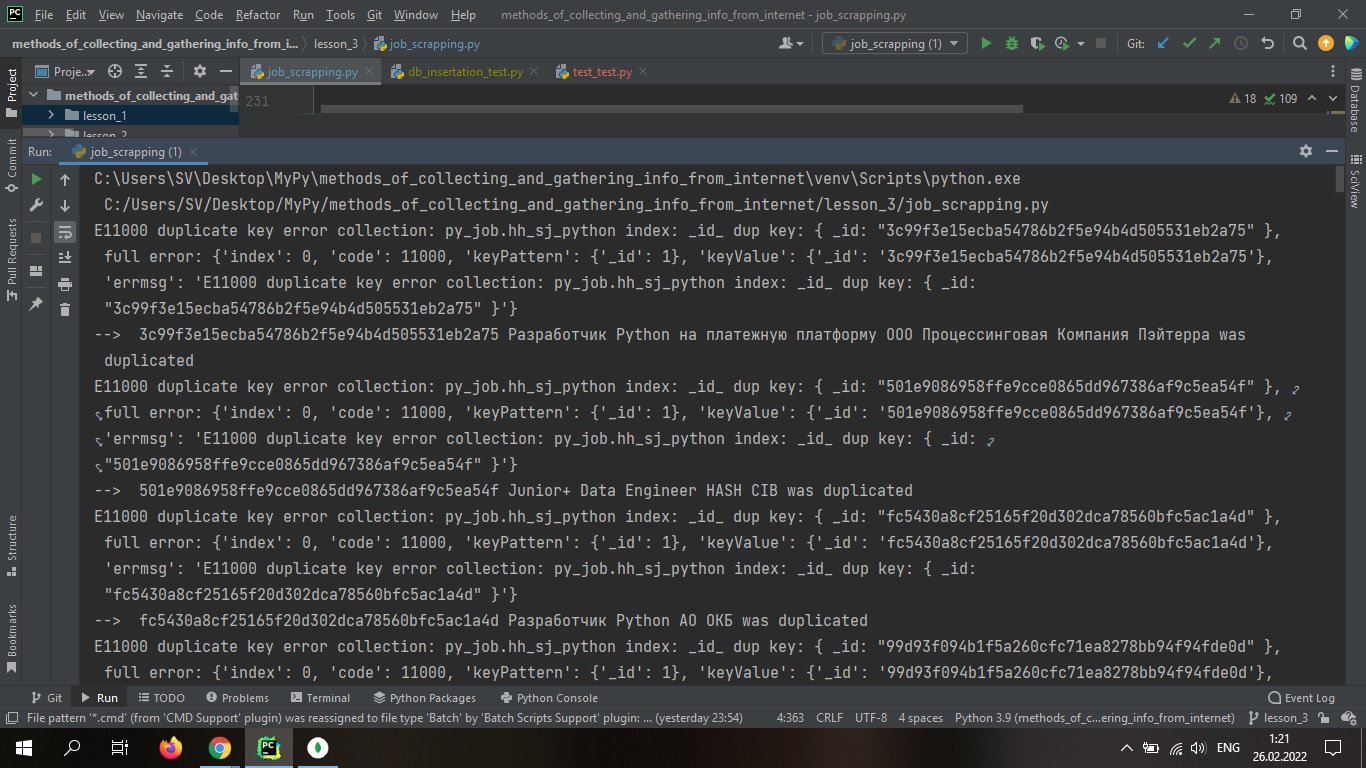 PC File Edit View Navigate Code Refactor Run Tools Git Window Help methods_of_collecting_and_gathering_info_from_internet - job_scrapping.py
methods_of_collecting_and_gathering_info_from_i... lesson_3 job_scrapping.py job_scrapping (1) Git:
Project
Proje.. job_scrapping.py db_insertation_test.py test_test.py
methods_of_collecting_and_gat 231 18 109
lesson_1
lesson_2
Database
SciView
Commit
Pull Requests
Structure
Bookmarks
Run: job_scrapping (1)
C:\Users\SV\Desktop\MyPy\methods_of_collecting_and_gathering_info_from_internet\venv\Scripts\python.exe
C:/Users/SV/Desktop/MyPy/methods_of_collecting_and_gathering_info_from_internet/lesson_3/job_scrapping.py
E11000 duplicate key error collection: py_job.hh_sj_python index: _id_ dup key: { _id: "3c99f3e15ecba54786b2f5e94b4d505531eb2a75" },
full error: {'index': 0, 'code': 11000, 'keyPattern': {'_id': 1}, 'keyValue': {'_id': '3c99f3e15ecba54786b2f5e94b4d505531eb2a75'},
'errmsg': 'E11000 duplicate key error collection: py_job.hh_sj_python index: _id_ dup key: { _id:
"3c99f3e15ecba54786b2f5e94b4d505531eb2a75" }'}
--> 3c99f3e15ecba54786b2f5e94b4d505531eb2a75 Разработчик Python на платежную платформу ООО Процессинговая Компания Пэйтерра was
duplicated
E11000 duplicate key error collection: py_job.hh_sj_python index: _id_ dup key: { _id: "501e9086958ffe9cce0865dd967386af9c5ea54f" },
full error: {'index': 0, 'code': 11000, 'keyPattern': {'_id': 1}, 'keyValue': {'_id': '501e9086958ffe9cce0865dd967386af9c5ea54f'},
'errmsg': 'E11000 duplicate key error collection: py_job.hh_sj_python index: _id_ dup key: { _id:
"501e9086958ffe9cce0865dd967386af9c5ea54f" }'}
--> 501e9086958ffe9cce0865dd967386af9c5ea54f Junior+ Data Engineer HASH CIB was duplicated
E11000 duplicate key error collection: py_job.hh_sj_python index: _id_ dup key: { _id: "fc5430a8cf25165f20d302dca78560bfc5ac1a4d" },
full error: {'index': 0, 'code': 11000, 'keyPattern': {'_id': 1}, 'keyValue': {'_id': 'fc5430a8cf25165f20d302dca78560bfc5ac1a4d'},
'errmsg': 'E11000 duplicate key error collection: py_job.hh_sj_python index: _id_ dup key: { _id:
"fc5430a8cf25165f20d302dca78560bfc5ac1a4d" }'}
--> fc5430a8cf25165f20d302dca78560bfc5ac1a4d Разработчик Python АО ОКБ was duplicated
E11000 duplicate key error collection: py_job.hh_sj_python index: _id_ dup key: { _id: "99d93f094b1f5a260cfc71ea8278bb94f94fde0d" },
full error: {'index': 0, 'code': 11000, 'keyPattern': {'_id': 1}, 'keyValue': {'_id': '99d93f094b1f5a260cfc71ea8278bb94f94fde0d'},
Git Run TODO Problems Terminal Python Packages Python Console Event Log
File pattern '*.cmd' (from 'CMD Support' plugin) was reassigned to file type 'Batch' by 'Batch Scripts Support' plugin: ... (yesterday 23:54) 4:363 CRLF UTF-8 4 spaces Python 3.9 (methods_of_c...ering_info_from_internet) lesson_3
PC ENG 1:21
26.02.2022